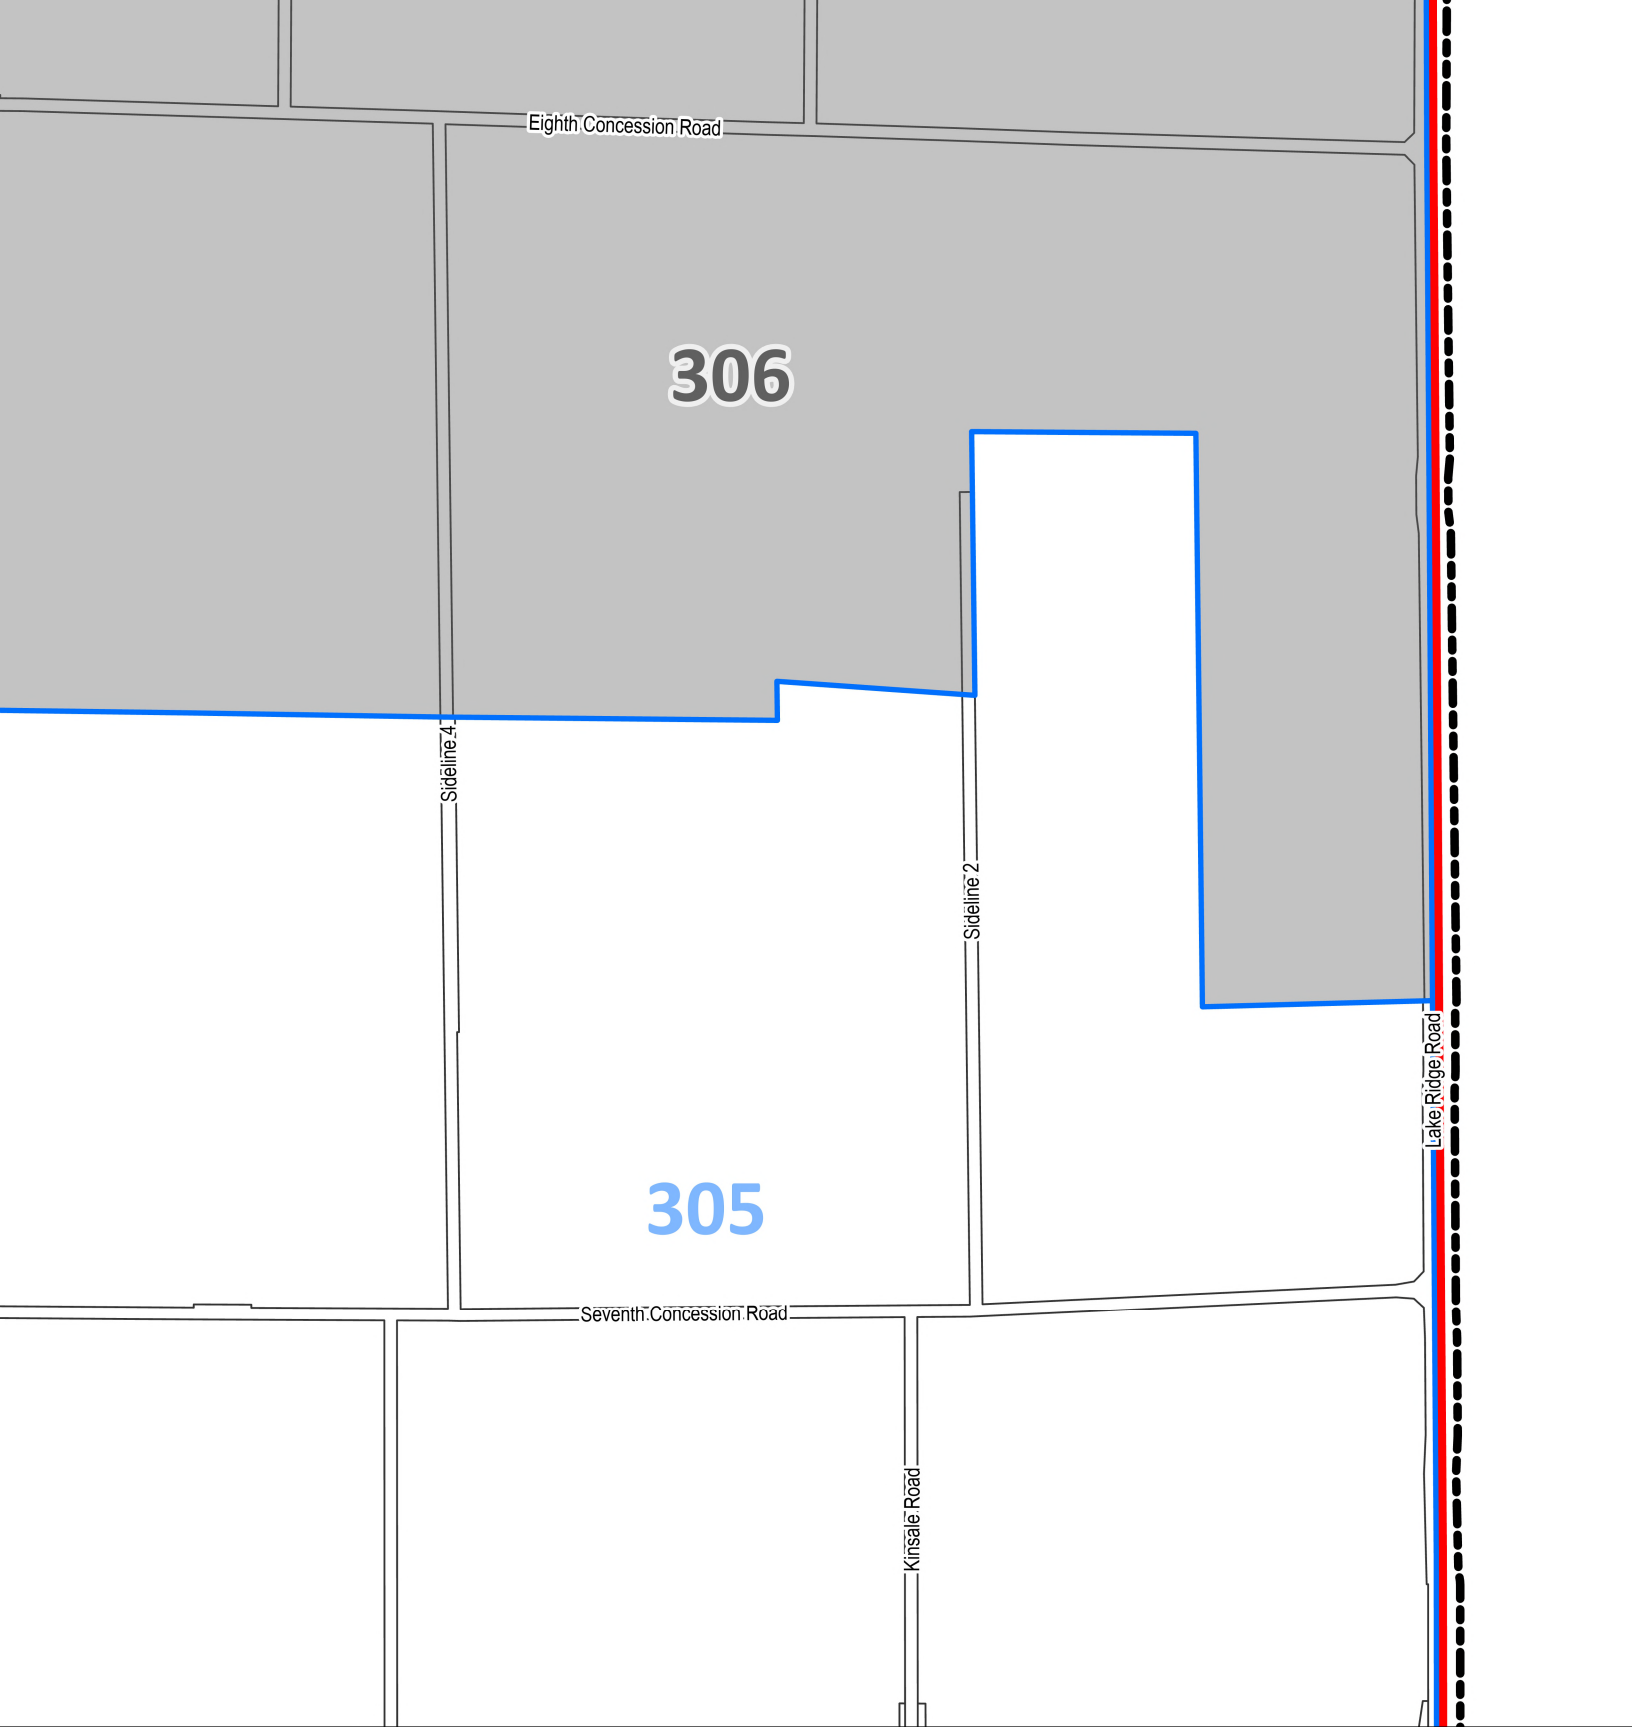 Eighth Concession Road
306
Sideline 4
Sideline 2
Lake Ridge Road
305
Seventh Concession Road
Kinsale Road